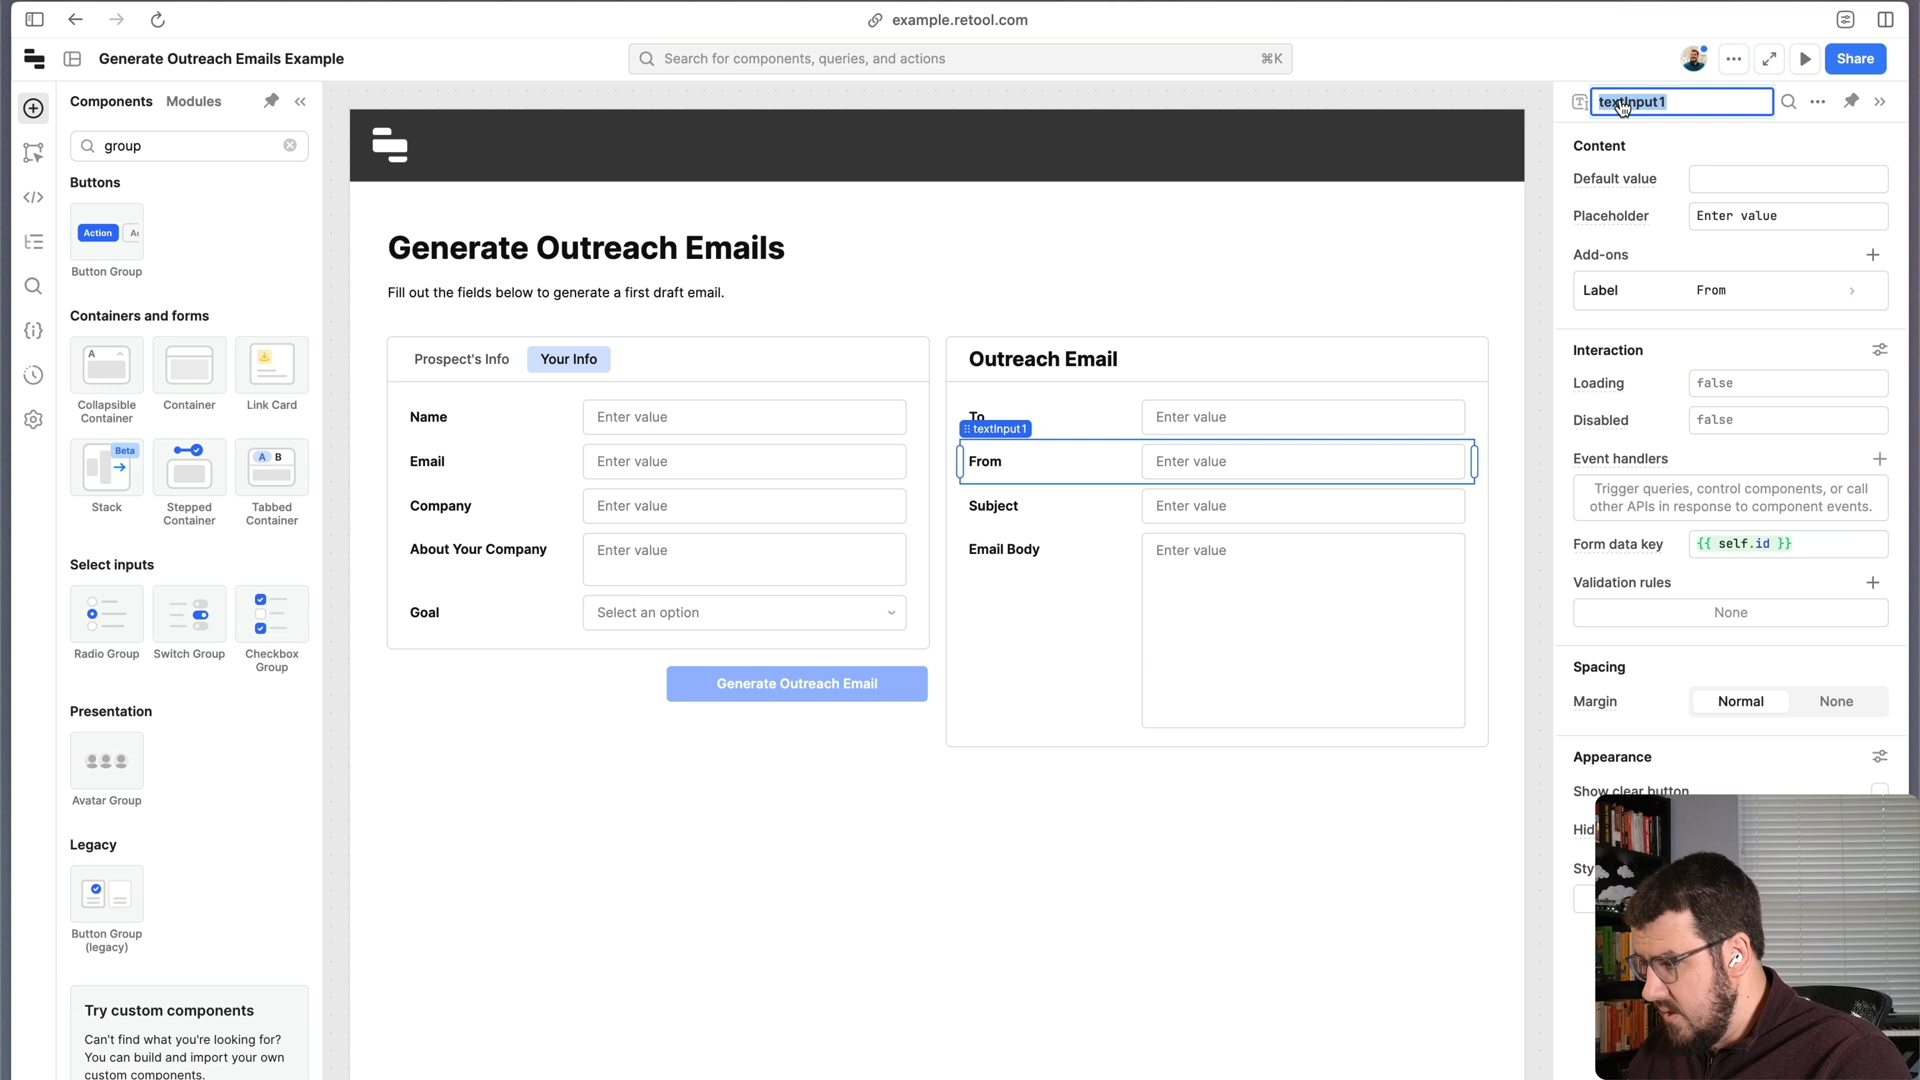 example.retool.com
Generate Outreach Emails Example
Search for components, queries, and actions
⌘K
Share
Components
Modules
group
Buttons
Action
Button Group
Containers and forms
A
Collapsible
Container
Container
Link Card
Beta
Stack
Stepped
Container
A B
Tabbed
Container
Select inputs
Radio Group
Switch Group
Checkbox
Group
Presentation
Avatar Group
Legacy
Button Group
(legacy)
Try custom components
Can't find what you're looking for?
You can build and import your own
custom components.
Generate Outreach Emails
Fill out the fields below to generate a first draft email.
Prospect's Info
Your Info
Name
Enter value
Email
Enter value
Company
Enter value
About Your Company
Enter value
Goal
Select an option
Generate Outreach Email
Outreach Email
To
Enter value
textInput1
From
Enter value
Subject
Enter value
Email Body
Enter value
textInput1
Content
Default value
Placeholder
Enter value
Add-ons
Label
From
Interaction
Loading
false
Disabled
false
Event handlers
Trigger queries, control components, or call
other APIs in response to component events.
Form data key
{{ self.id }}
Validation rules
None
Spacing
Margin
Normal
None
Appearance
Show clear button
Hid
Sty